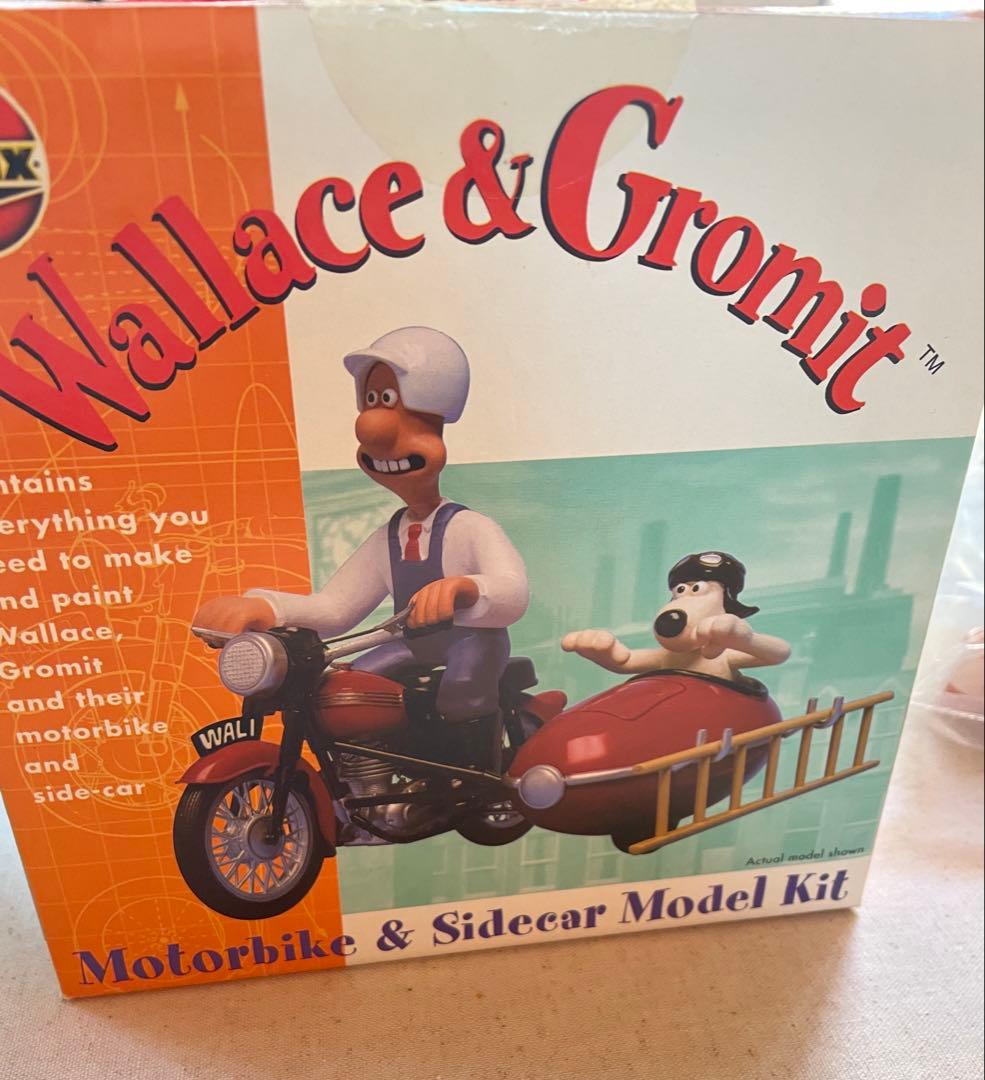 X
Wallace & Gromit™
ntains
erything you
eed to make
nd paint
Wallace,
Gromit
and their
motorbike
and
side-car
WAL1
Actual model shown
Motorbike & Sidecar Model Kit